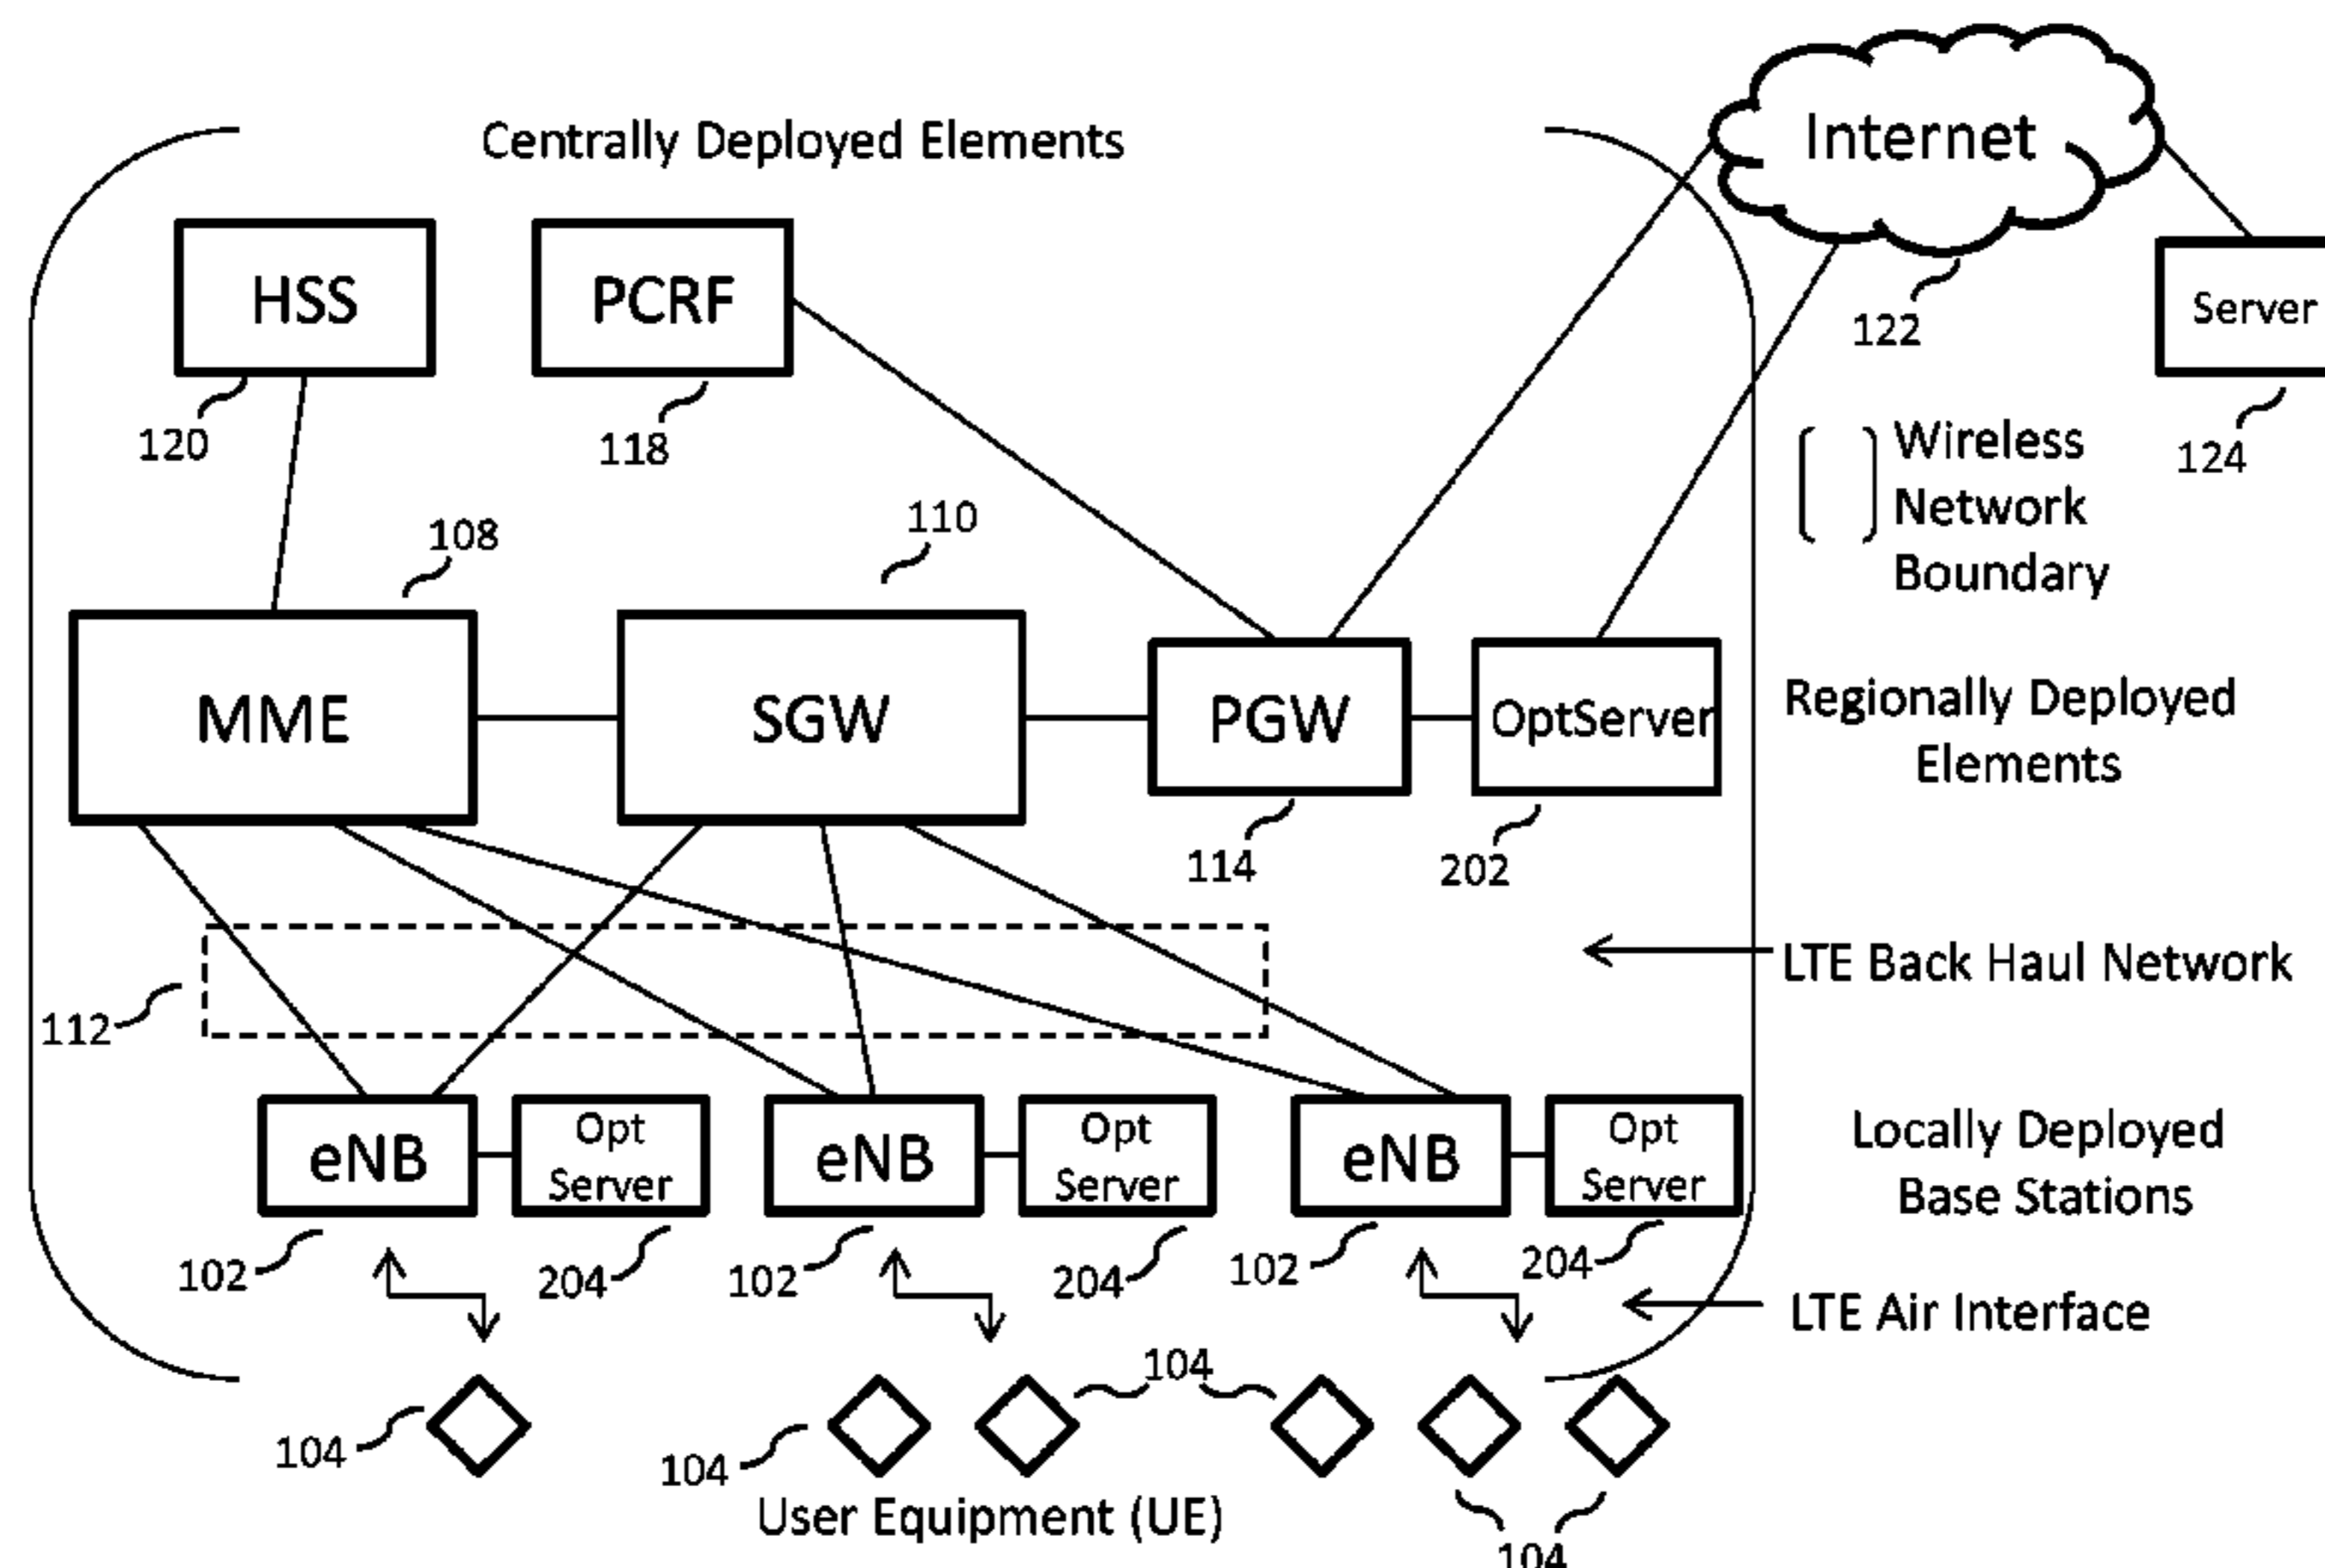 Centrally Deployed Elements
Internet
HSS
PCRF
Server
120
118
122
124
Wireless
Network
Boundary
108
110
MME
SGW
PGW
OptServer
Regionally Deployed
Elements
114
202
112
LTE Back Haul Network
eNB
Opt
Server
eNB
Opt
Server
eNB
Opt
Server
Locally Deployed
Base Stations
102
204
102
204
102
204
LTE Air Interface
104
104
104
User Equipment (UE)
104